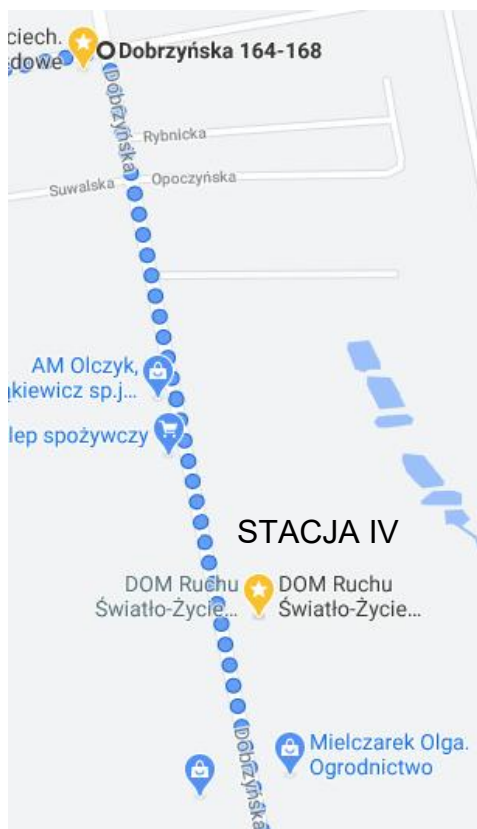 ciech.
dowe
Dobrzyńska 164-168
Dobrzyńska
Rybnicka
Suwalska
Opoczyńska
AM Olczyk,
kiewicz sp.j...
lep spożywczy
STACJA IV
DOM Ruchu
Światło-Życie...
DOM Ruchu
Światło-Życie...
Dobrzyńska
Mielczarek Olga.
Ogrodnictwo